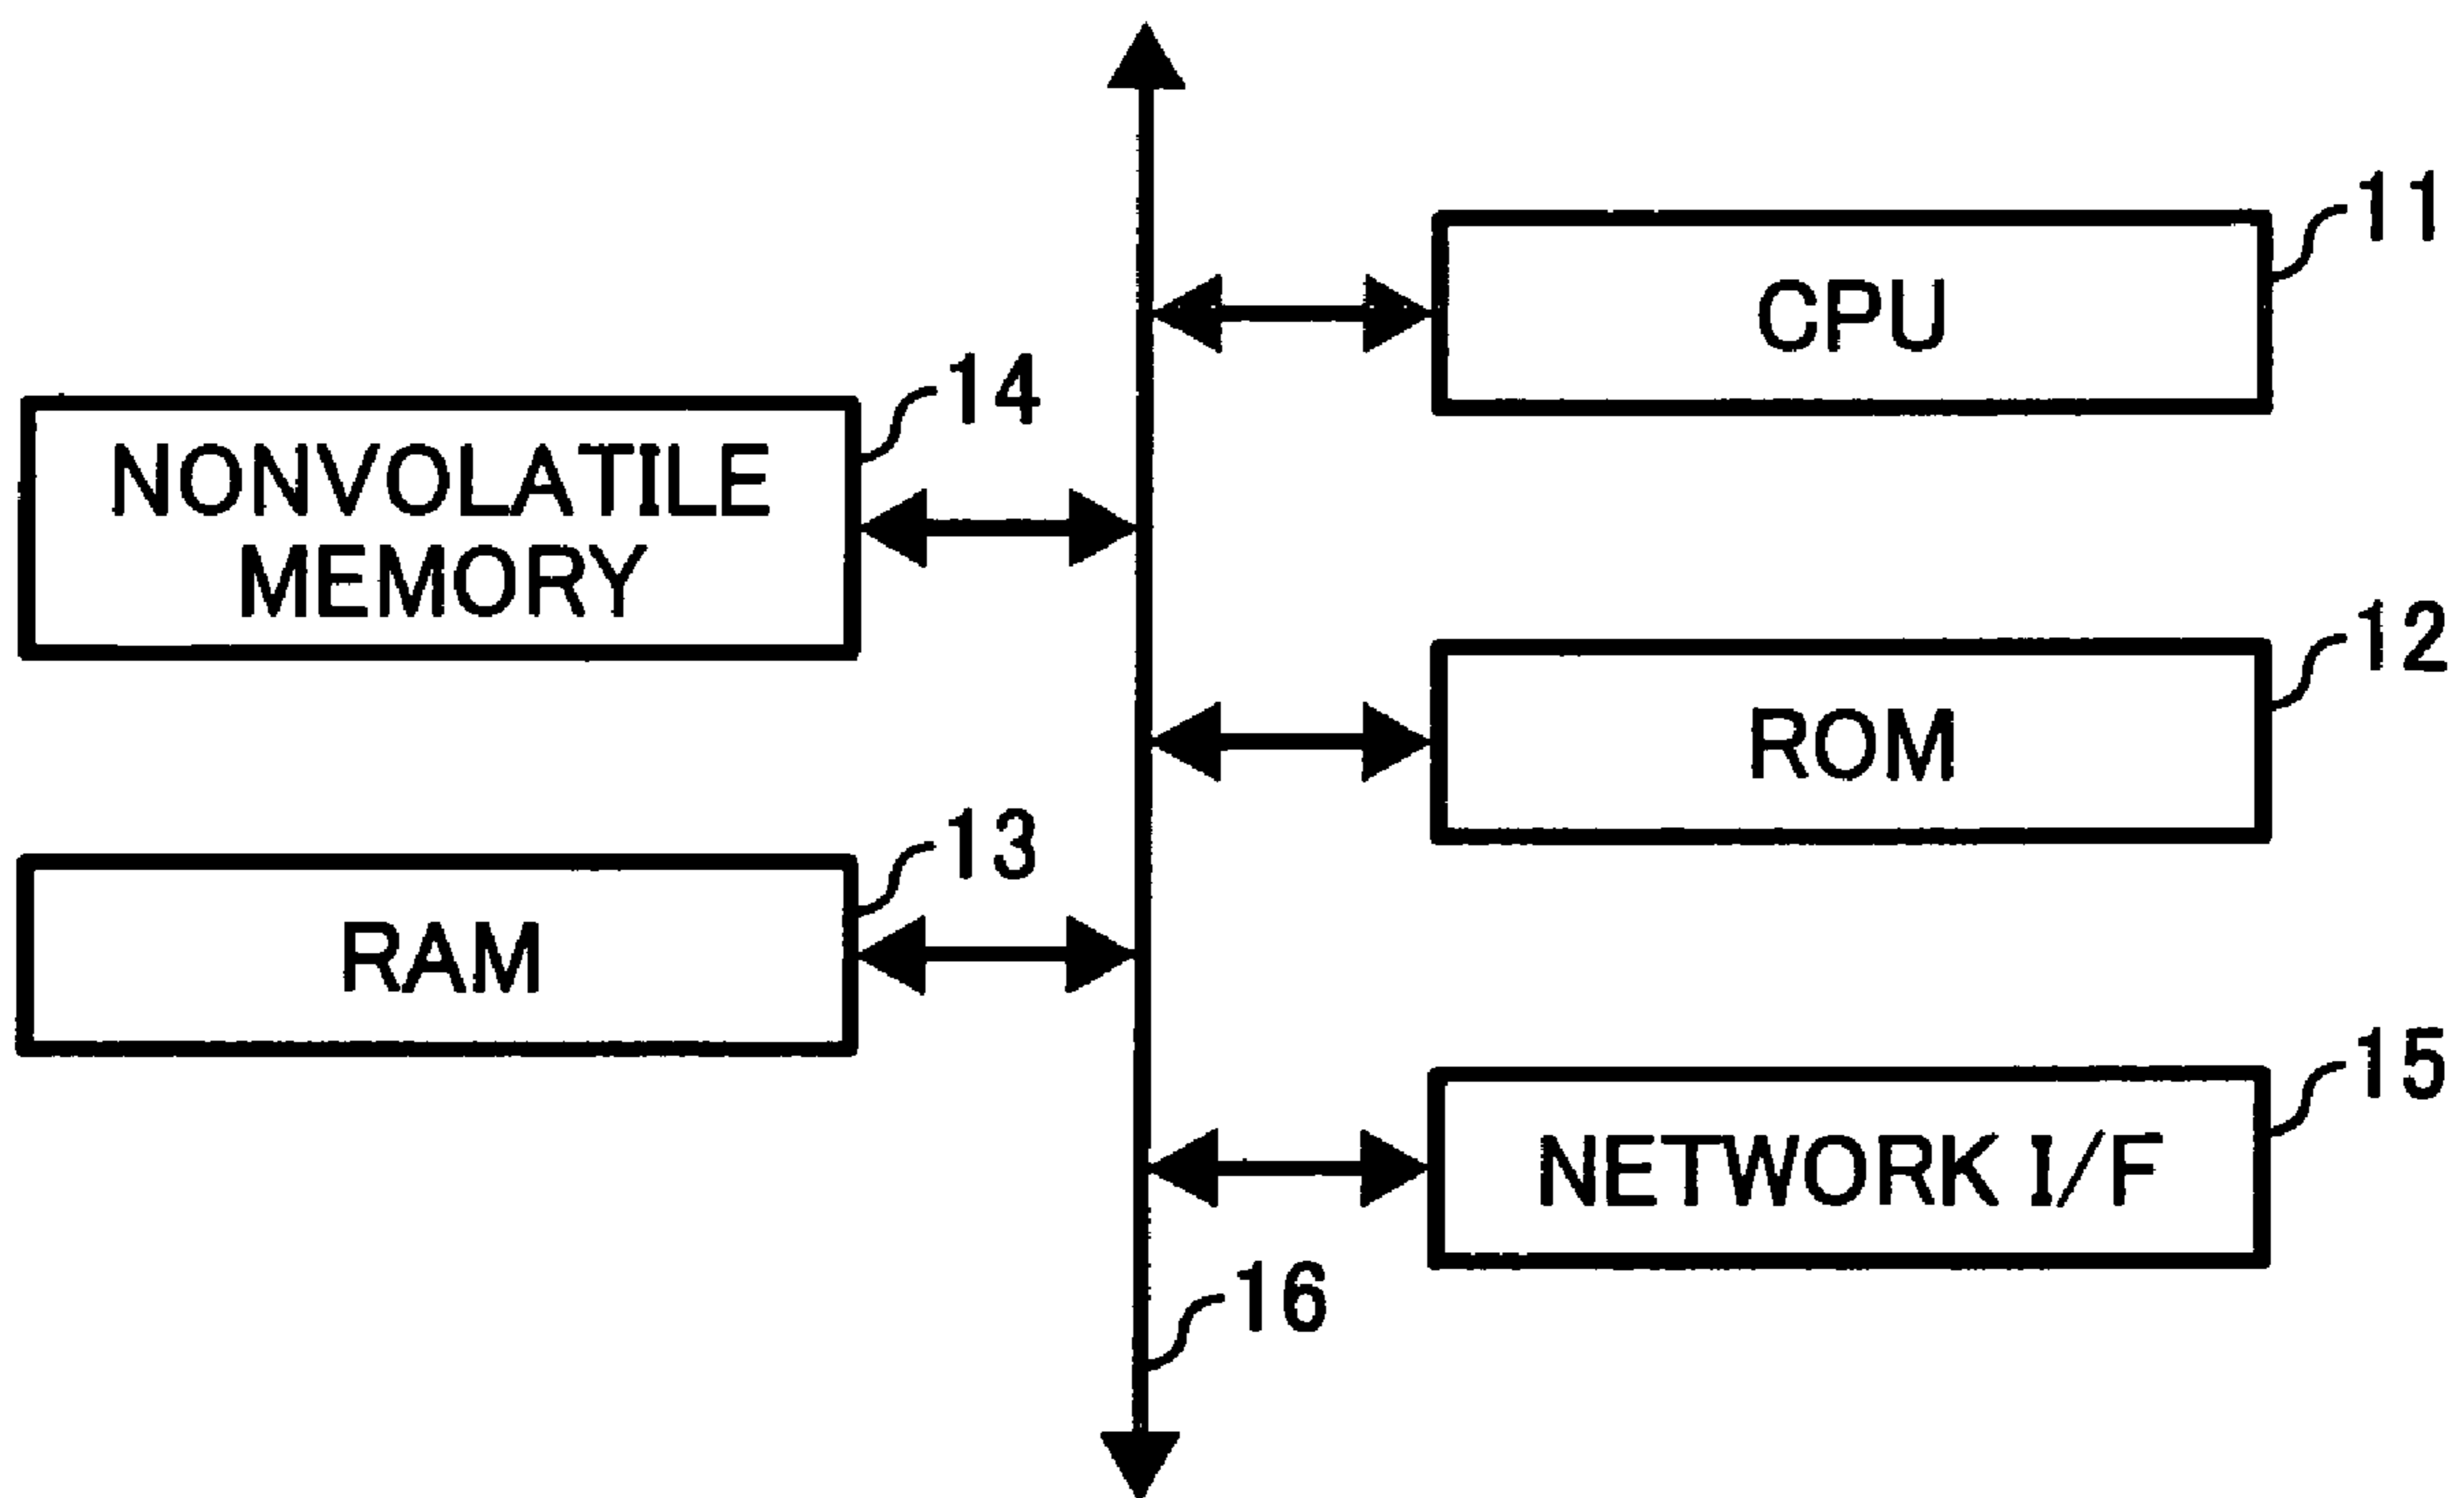 11
CPU
14
NONVOLATILE
MEMORY
12
ROM
13
RAM
15
NETWORK I/F
16